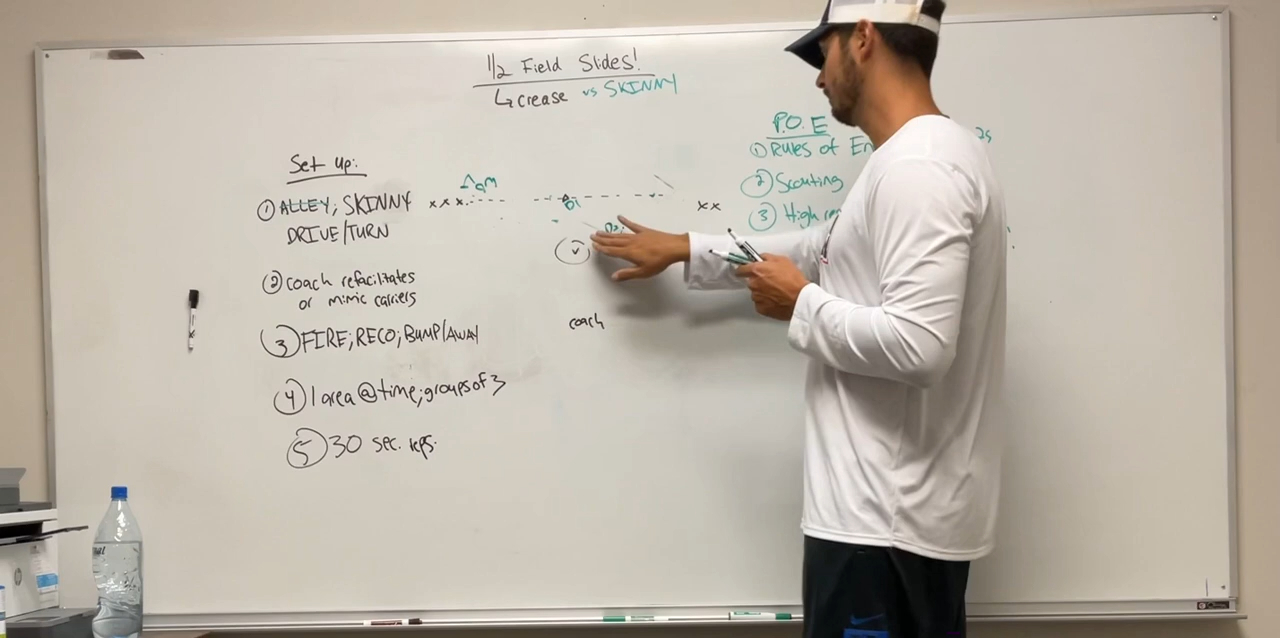 1/2 Field Slides!
↳ crease vs SKINNY
Set up:
① ALLEY; SKINNY
DRIVE/TURN
② coach refacilitates
or mimic carriers
③ FIRE; RECO; BUMP/AWAY
④ 1 area @ time; groups of 3
⑤ 30 sec. reps.
x x x
x x
coach
P.O.E
① Rules of En
② Scouting
③ High re
hp